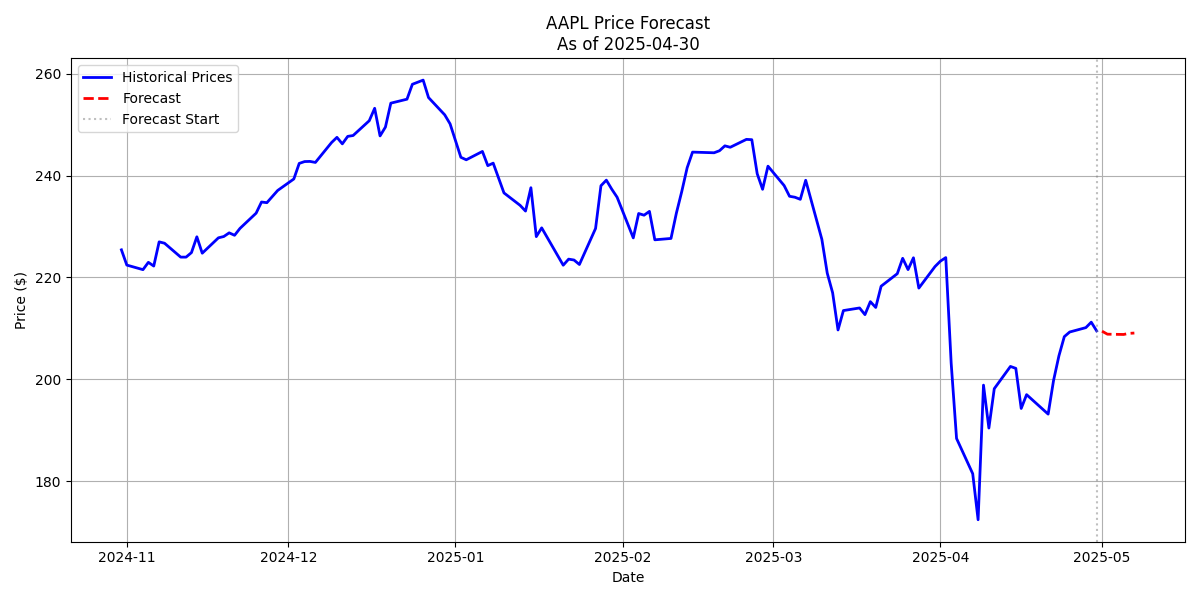 AAPL Price Forecast
As of 2025-04-30
Historical Prices
Forecast
Forecast Start
260
240
220
200
180
Price ($)
2024-11 2024-12 2025-01 2025-02 2025-03 2025-04 2025-05
Date